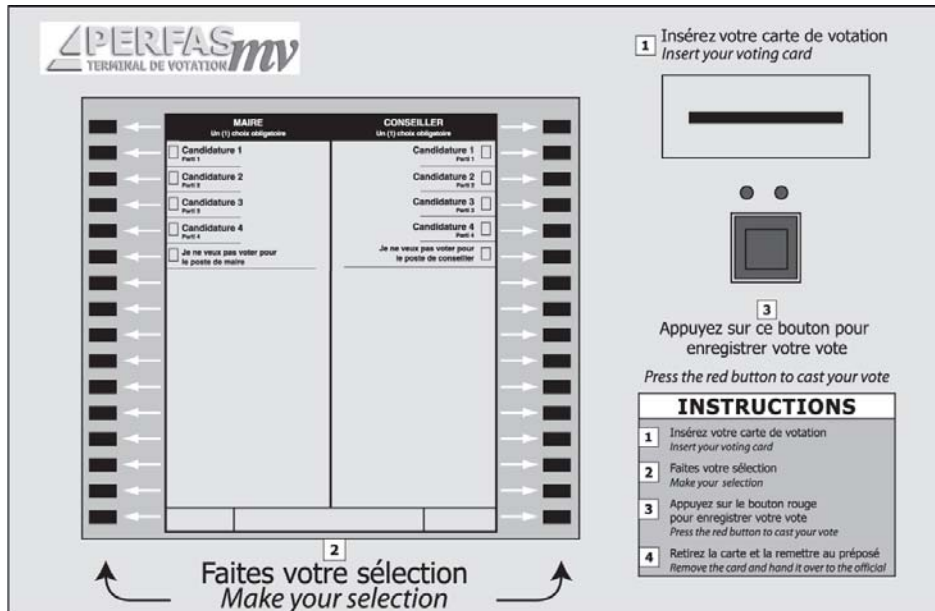 PERFAS mv
TERMINAL DE VOTATION
1 Insérez votre carte de votation
Insert your voting card
MAIRE
Un (1) choix obligatoire
Candidature 1
Parti 1
Candidature 2
Parti 2
Candidature 3
Parti 3
Candidature 4
Parti 4
Je ne veux pas voter pour
le poste de maire
CONSEILLER
Un (1) choix obligatoire
Candidature 1
Parti 1
Candidature 2
Parti 2
Candidature 3
Parti 3
Candidature 4
Parti 4
Je ne veux pas voter pour
le poste de conseiller
2
Faites votre sélection
Make your selection
3
Appuyez sur ce bouton pour
enregistrer votre vote
Press the red button to cast your vote
INSTRUCTIONS
1 Insérez votre carte de votation
Insert your voting card
2 Faites votre sélection
Make your selection
3 Appuyez sur le bouton rouge
pour enregistrer votre vote
Press the red button to cast your vote
4 Retirez la carte et la remettre au préposé
Remove the card and hand it over to the official